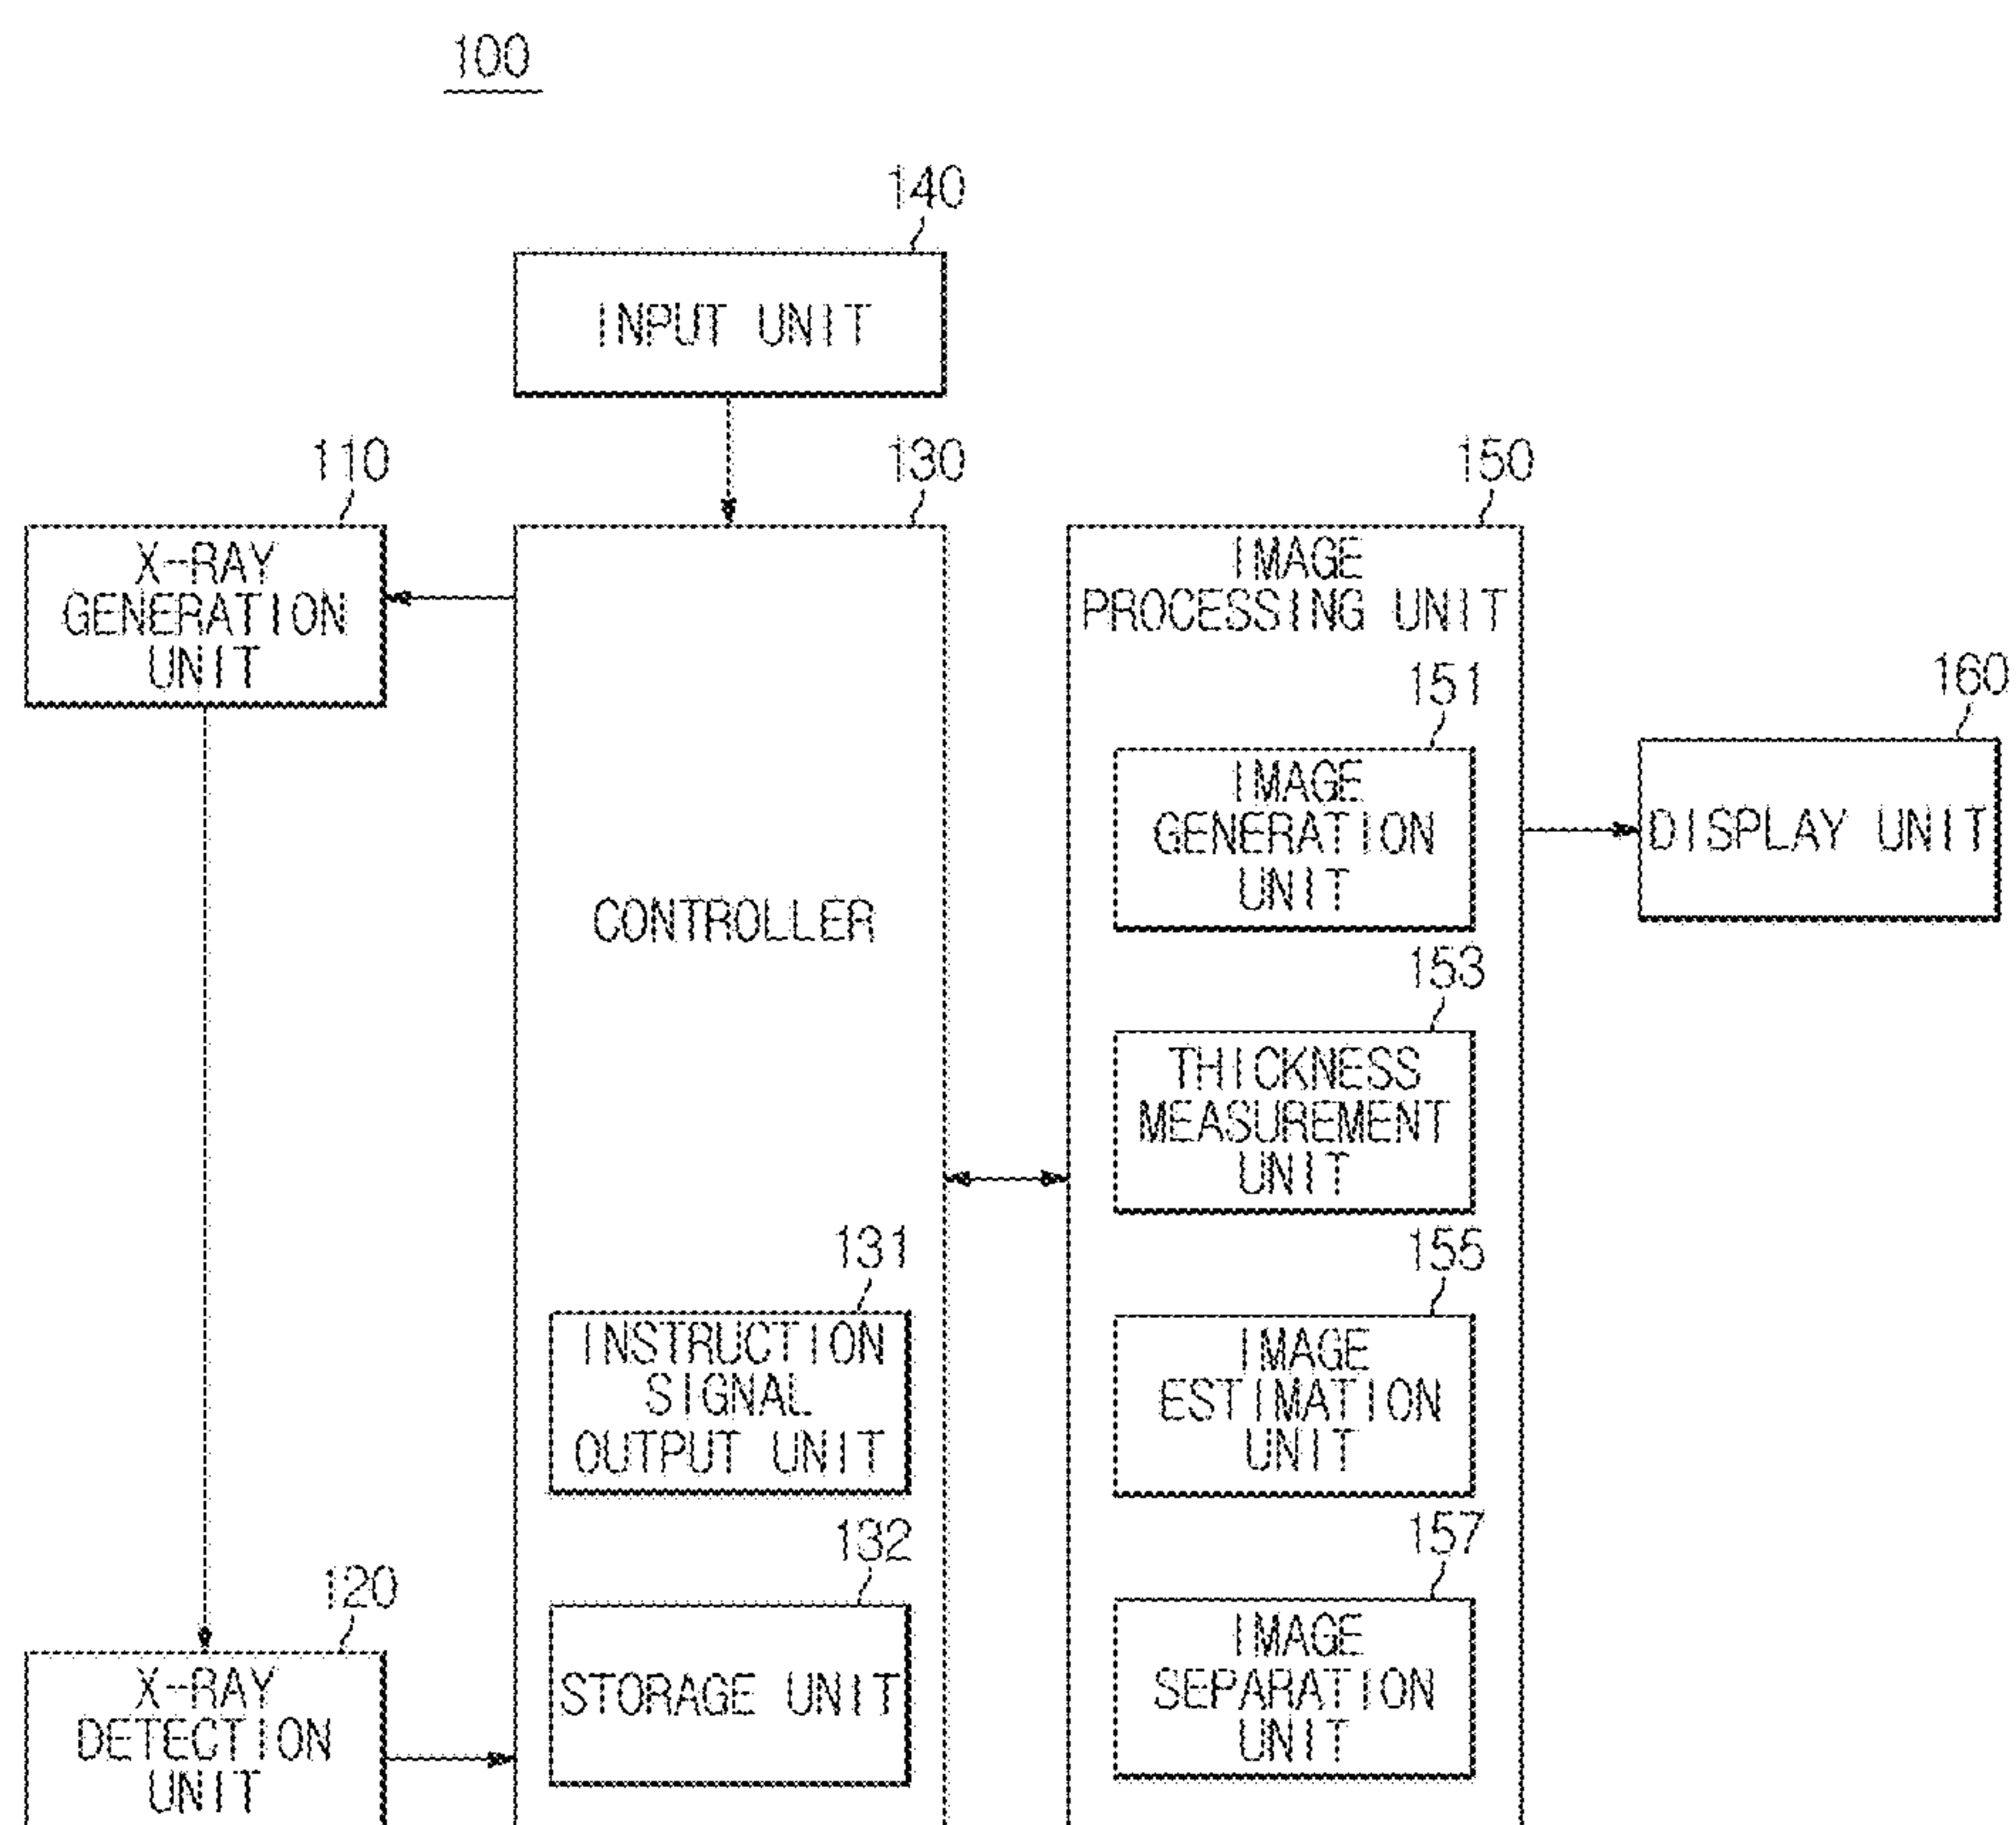 100
140
INPUT UNIT
110
130
150
X-RAY
GENERATION
UNIT
CONTROLLER
IMAGE
PROCESSING UNIT
151
IMAGE
GENERATION
UNIT
160
DISPLAY UNIT
153
THICKNESS
MEASUREMENT
UNIT
131
INSTRUCTION
SIGNAL
OUTPUT UNIT
155
IMAGE
ESTIMATION
UNIT
132
STORAGE UNIT
157
IMAGE
SEPARATION
UNIT
120
X-RAY
DETECTION
UNIT